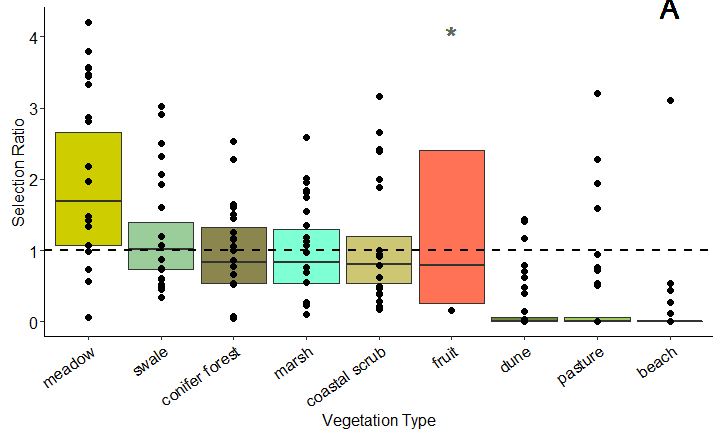 A
4
*
3
2
1
0
Selection Ratio
meadow
swale
conifer forest
marsh
coastal scrub
fruit
dune
pasture
beach
Vegetation Type